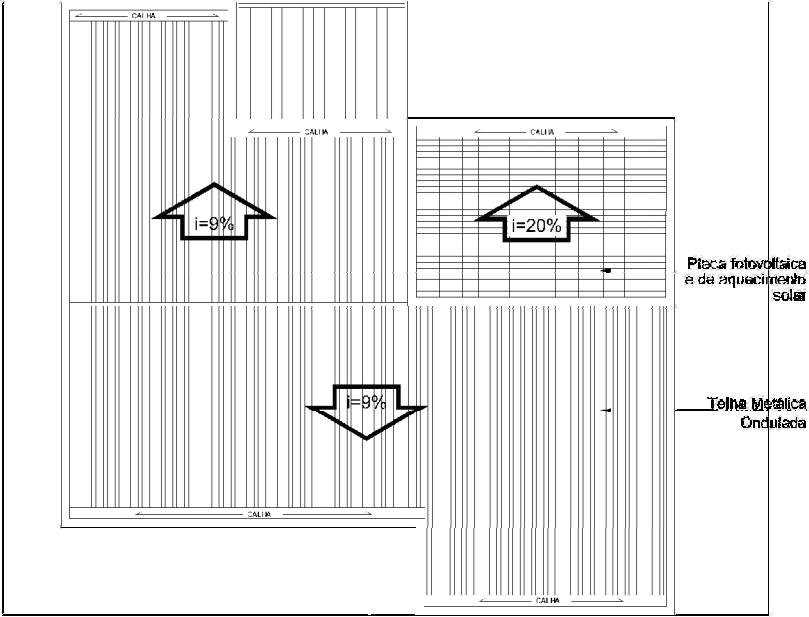 CALHA
CALHA
CALHA
i=9%
i=20%
Placa fotovoltaica
e de aquecimento
solar
i=9%
Telha Metálica
Ondulada
CALHA
CALHA